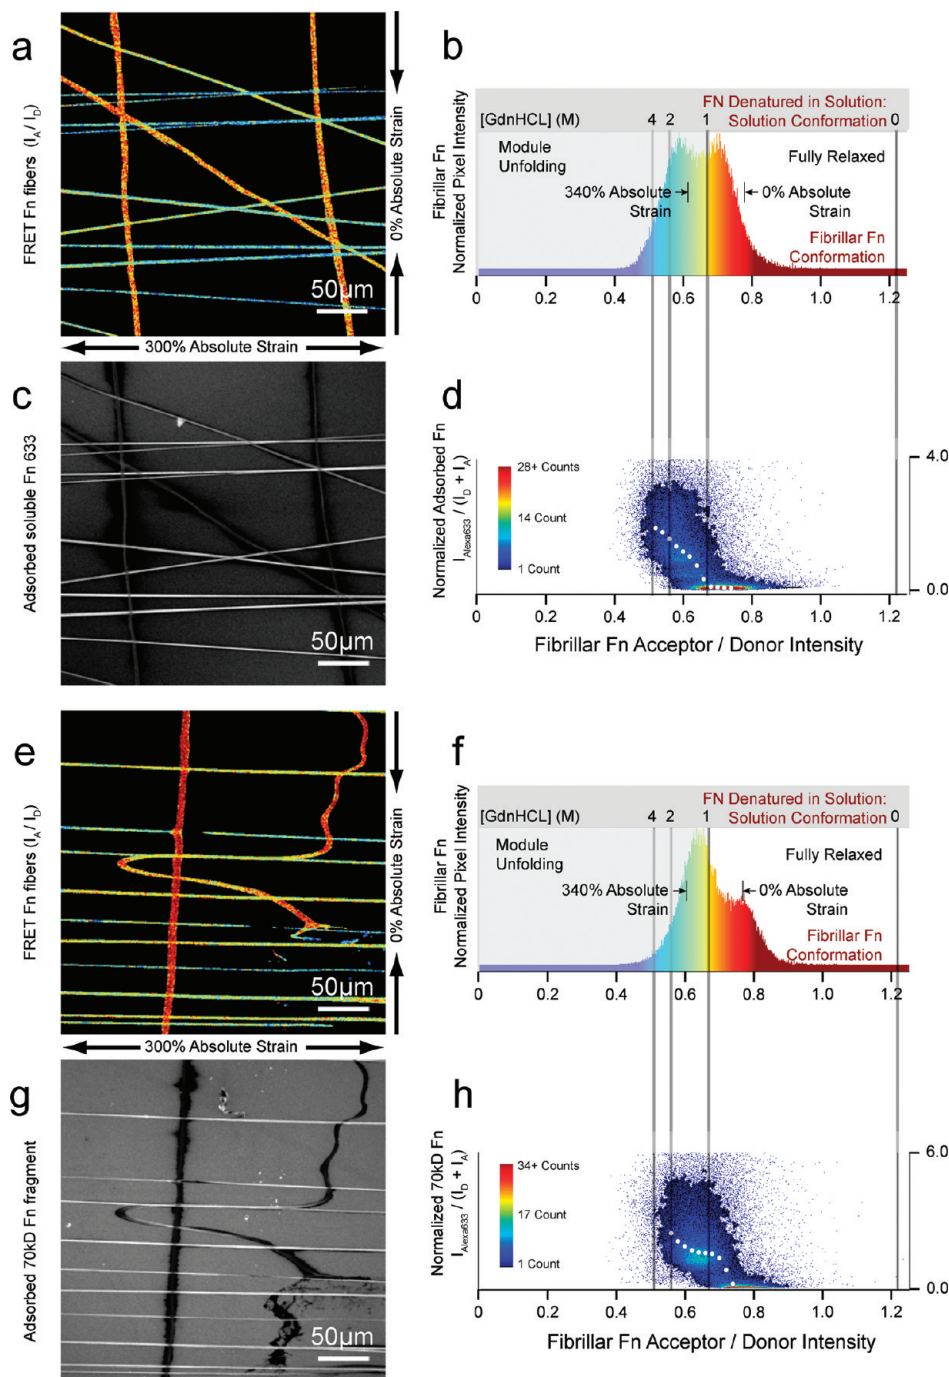 a
FRET Fn fibers (I_A/ I_D)
0% Absolute Strain
50µm
300% Absolute Strain
b
Fibrillar Fn
Normalized Pixel Intensity
[GdnHCL] (M)
4 2 1 0
FN Denatured in Solution:
Solution Conformation
Module
Unfolding
Fully Relaxed
340% Absolute
Strain
0% Absolute
Strain
Fibrillar Fn
Conformation
0 0.2 0.4 0.6 0.8 1.0 1.2
c
Adsorbed soluble Fn 633
50µm
d
Normalized Adsorbed Fn
I_Alexa633 / (I_D + I_A)
28+ Counts
14 Count
1 Count
4.0
0.0
0 0.2 0.4 0.6 0.8 1.0 1.2
Fibrillar Fn Acceptor / Donor Intensity
e
FRET Fn fibers (I_A/ I_D)
0% Absolute Strain
50µm
300% Absolute Strain
f
Fibrillar Fn
Normalized Pixel Intensity
[GdnHCL] (M)
4 2 1 0
FN Denatured in Solution:
Solution Conformation
Module
Unfolding
Fully Relaxed
340% Absolute
Strain
0% Absolute
Strain
Fibrillar Fn
Conformation
0 0.2 0.4 0.6 0.8 1.0 1.2
g
Adsorbed 70kD Fn fragment
50µm
h
Normalized 70kD Fn
I_Alexa633 / (I_D + I_A)
34+ Counts
17 Count
1 Count
6.0
0.0
0 0.2 0.4 0.6 0.8 1.0 1.2
Fibrillar Fn Acceptor / Donor Intensity